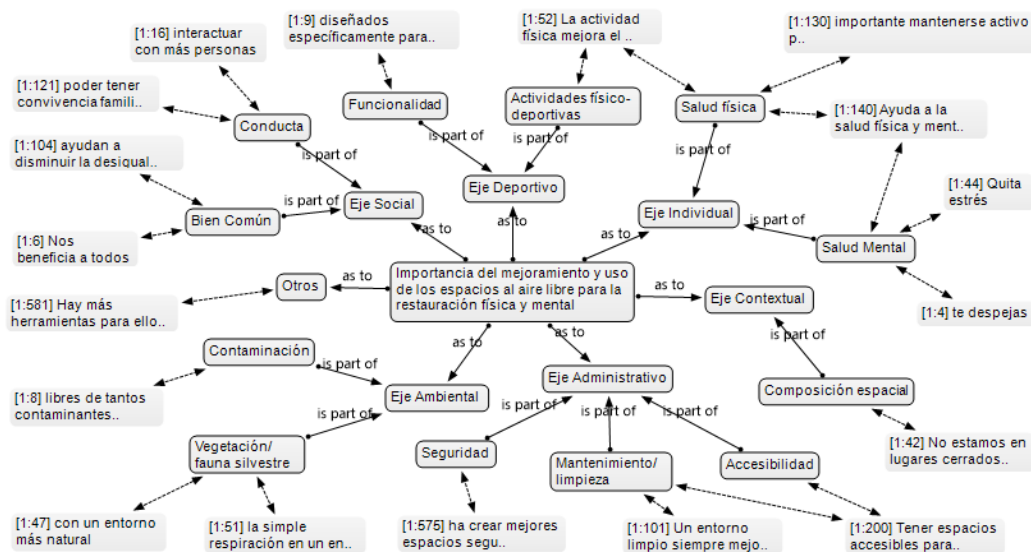 [1:16] interactuar
con más personas
[1:9] diseñados
específicamente para..
[1:52] La actividad
física mejora el ..
[1:130] importante mantenerse activo
p..
[1:121] poder tener
convivencia famili..
Conducta
Funcionalidad
Actividades físico-
deportivas
Salud física
[1:140] Ayuda a la
salud física y ment..
[1:104] ayudan a
disminuir la desigual..
is part of
is part of
is part of
is part of
Bien Común
is part of
Eje Social
Eje Deportivo
Eje Individual
is part of
Salud Mental
[1:44] Quita
estrés
[1:6] Nos
beneficia a todos
as to
as to
as to
Otros
as to
Importancia del mejoramiento y uso
de los espacios al aire libre para la
restauración física y mental
as to
Eje Contextual
[1:4] te despejas
[1:581] Hay más
herramientas para ello..
Contaminación
is part of
as to
as to
is part of
[1:8] libres de tantos
contaminantes..
Eje Ambiental
Eje Administrativo
Composición espacial
is part of
is part of
is part of
is part of
Vegetación/
fauna silvestre
Seguridad
Mantenimiento/
limpieza
Accesibilidad
[1:42] No estamos en
lugares cerrados..
[1:47] con un entorno
más natural
[1:51] la simple
respiración en un en..
[1:575] ha crear mejores
espacios segu..
[1:101] Un entorno
limpio siempre mejo..
[1:200] Tener espacios
accesibles para..